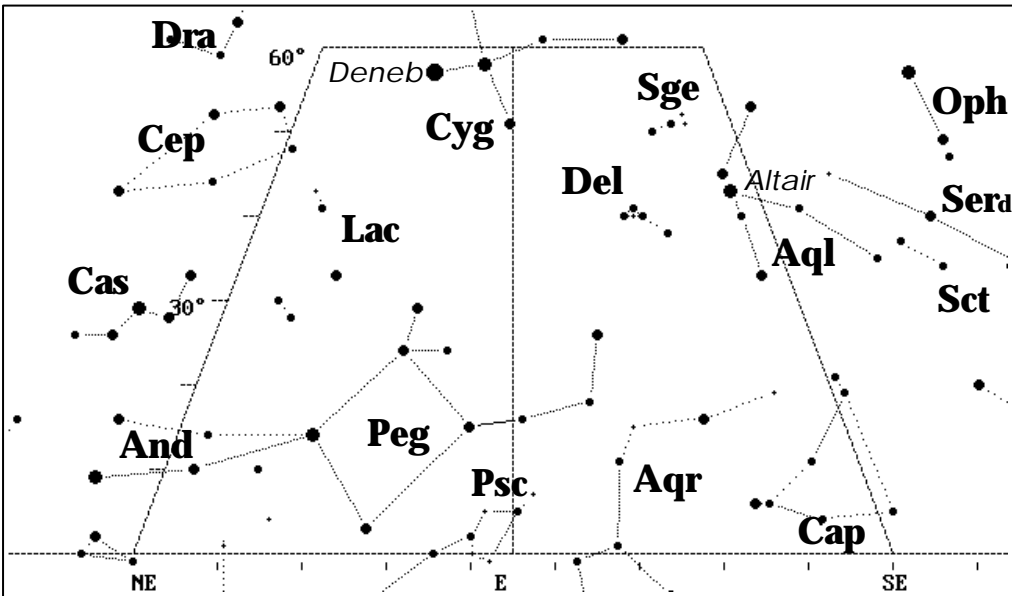 Dra
60°
Deneb
Sge
Oph
Cep
Cyg
Del
Altair
Serd
Lac
Aql
Cas
30°
Sct
And
Peg
Psc
Aqr
Cap
NE
E
SE